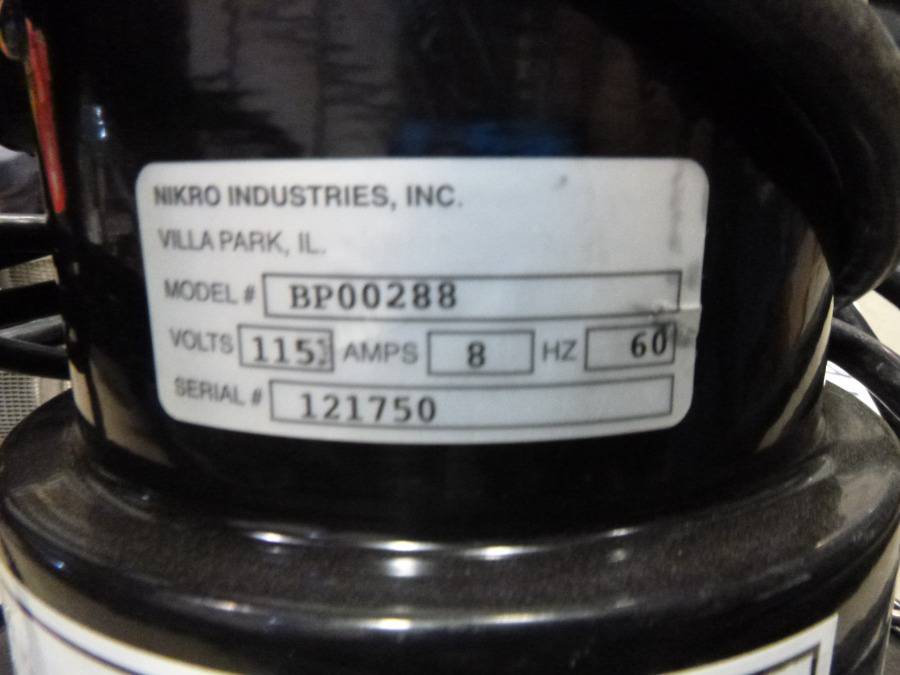 NIKRO INDUSTRIES, INC.
VILLA PARK, IL.
MODEL # BP00288
VOLTS 115 AMPS 8 HZ 60
SERIAL # 121750